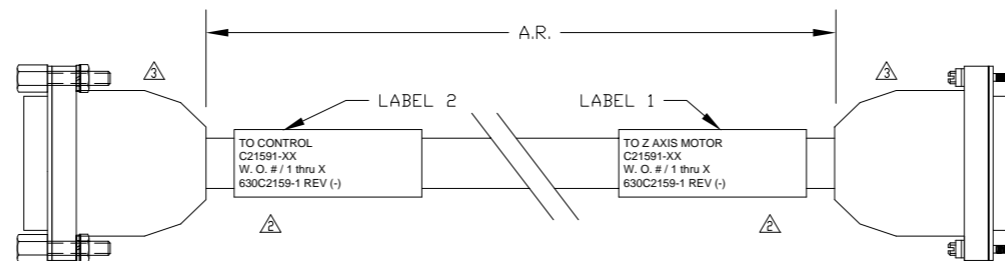 A.R.
3
3
LABEL 2
LABEL 1
TO CONTROL
C21591-XX
W. O. # / 1 thru X
630C2159-1 REV (-)
TO Z AXIS MOTOR
C21591-XX
W. O. # / 1 thru X
630C2159-1 REV (-)
2
2